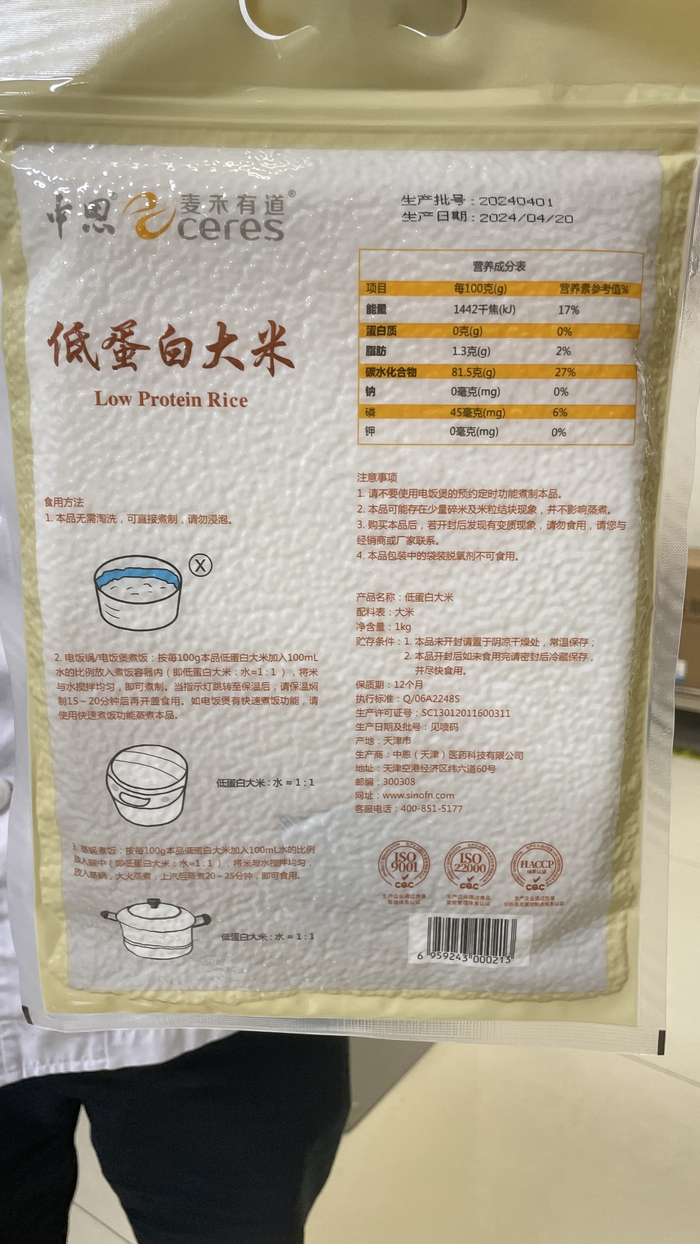 中恩®
麦禾有道®
ceres
生产批号：20240401
生产日期：2024/04/20
低蛋白大米
Low Protein Rice
营养成分表
项目 每100克(g) 营养素参考值%
能量 1442千焦(kJ) 17%
蛋白质 0克(g) 0%
脂肪 1.3克(g) 2%
碳水化合物 81.5克(g) 27%
钠 0毫克(mg) 0%
磷 45毫克(mg) 6%
钾 0毫克(mg) 0%
食用方法
1. 本品无需淘洗，可直接煮制，请勿浸泡。
X
2. 电饭锅/电饭煲煮饭：按每100g本品低蛋白大米加入100mL
水的比例放入煮饭容器内（即低蛋白大米：水≈1:1），将米
与水搅拌均匀，即可煮制。当指示灯跳转至保温后，请保温焖
制15~20分钟后再开盖食用。如电饭煲有快速煮饭功能，请
使用快速煮饭功能蒸煮本品。
低蛋白大米：水 ≈ 1:1
3. 蒸锅煮饭：按每100g本品低蛋白大米加入100mL水的比例
放入碗中（即低蛋白大米：水≈1:1），将米与水搅拌均匀，
放入蒸锅，大火蒸煮，上汽后蒸煮20~25分钟，即可食用。
低蛋白大米：水 ≈ 1:1
注意事项
1. 请不要使用电饭煲的预约定时功能煮制本品。
2. 本品可能存在少量碎米及米粒结块现象，并不影响蒸煮。
3. 购买本品后，若开封后发现有变质现象，请勿食用，请您与
经销商或厂家联系。
4. 本品包装中的袋装脱氧剂不可食用。
产品名称：低蛋白大米
配料表：大米
净含量：1kg
贮存条件：1. 本品未开封请置于阴凉干燥处，常温保存；
2. 本品开封后如未食用完请密封后冷藏保存，
并尽快食用。
保质期：12个月
执行标准：Q/06A2248S
生产许可证号：SC13012011600311
生产日期及批号：见喷码
产地：天津市
生产商：中恩（天津）医药科技有限公司
地址：天津空港经济区纬六道60号
邮编：300308
网址：www.sinofn.com
客服电话：400-851-5177
ISO
9001
CQC
ISO
22000
CQC
HACCP
CQC
6 959243 000213